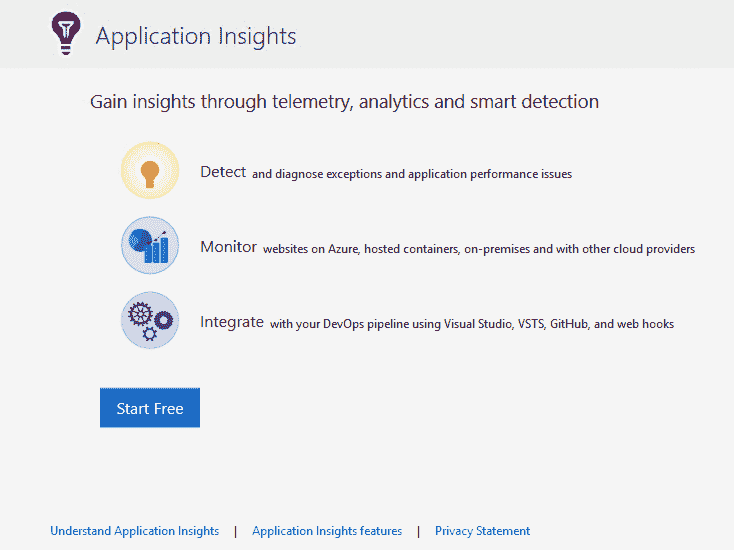 Application Insights
Gain insights through telemetry, analytics and smart detection
Detect and diagnose exceptions and application performance issues
Monitor websites on Azure, hosted containers, on-premises and with other cloud providers
Integrate with your DevOps pipeline using Visual Studio, VSTS, GitHub, and web hooks
Start Free
Understand Application Insights | Application Insights features | Privacy Statement